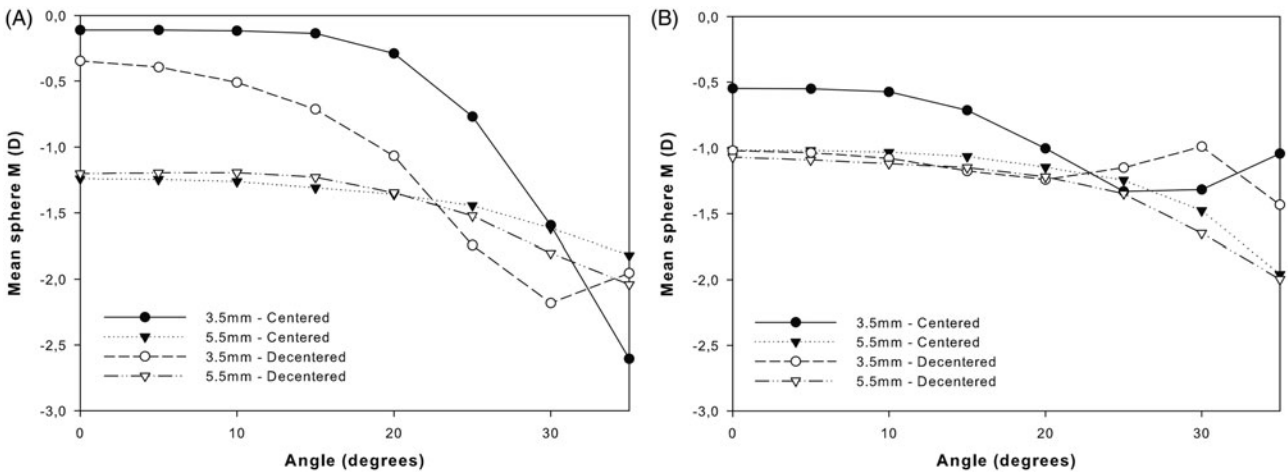 (A)
Mean sphere M (D)
0,0
-0,5
-1,0
-1,5
-2,0
-2,5
-3,0
3.5mm - Centered
5.5mm - Centered
3.5mm - Decentered
5.5mm - Decentered
0 10 20 30
Angle (degrees)
(B)
Mean sphere M (D)
0,0
-0,5
-1,0
-1,5
-2,0
-2,5
-3,0
3.5mm - Centered
5.5mm - Centered
3.5mm - Decentered
5.5mm - Decentered
0 10 20 30
Angle (degrees)